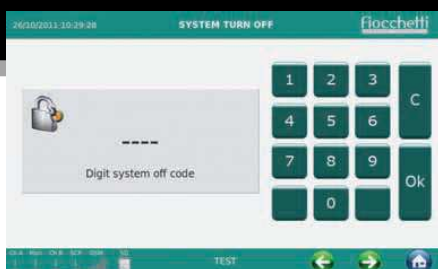 26/10/2011-10:29:28 SYSTEM TURN OFF fiocchetti
1 2 3 C
4 5 6
----
Digit system off code
7 8 9 Ok
0
TEST